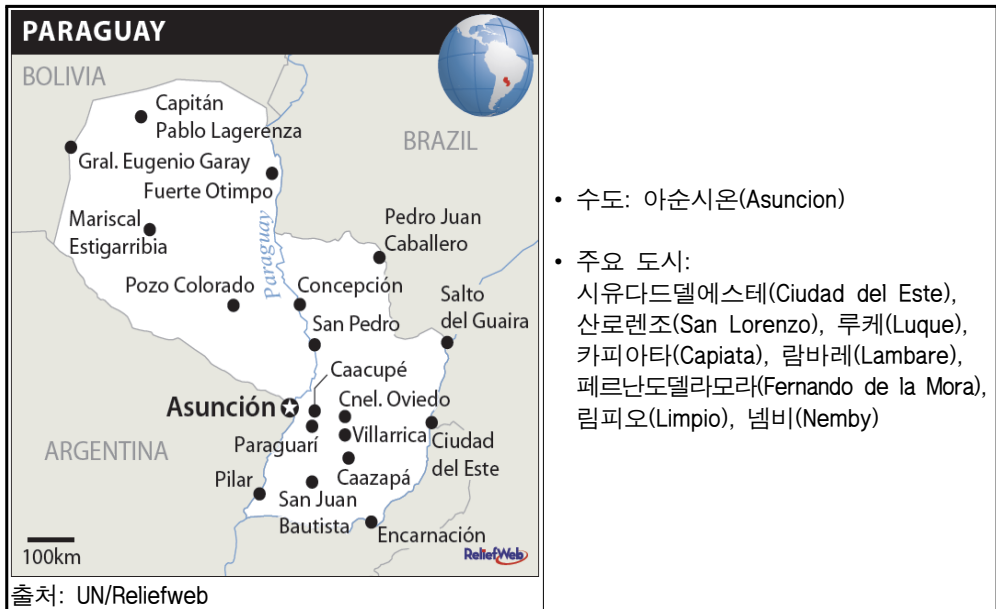 PARAGUAY
BOLIVIA
Capitán
Pablo Lagerenza
BRAZIL
Gral. Eugenio Garay
Fuerte Otimpo
Mariscal
Estigarribia
Paraguay
Pedro Juan
Caballero
Pozo Colorado
Concepción
Salto
del Guaira
San Pedro
Caacupé
Asunción
Cnel. Oviedo
Paraguarí
Villarrica
Ciudad
del Este
ARGENTINA
Caazapá
Pilar
San Juan
Bautista
Encarnación
100km
ReliefWeb
출처: UN/Reliefweb
• 수도: 아순시온(Asuncion)
• 주요 도시:
시유다드델에스테(Ciudad del Este),
산로렌조(San Lorenzo), 루케(Luque),
카피아타(Capiata), 람바레(Lambare),
페르난도델라모라(Fernando de la Mora),
림피오(Limpio), 넴비(Nemby)